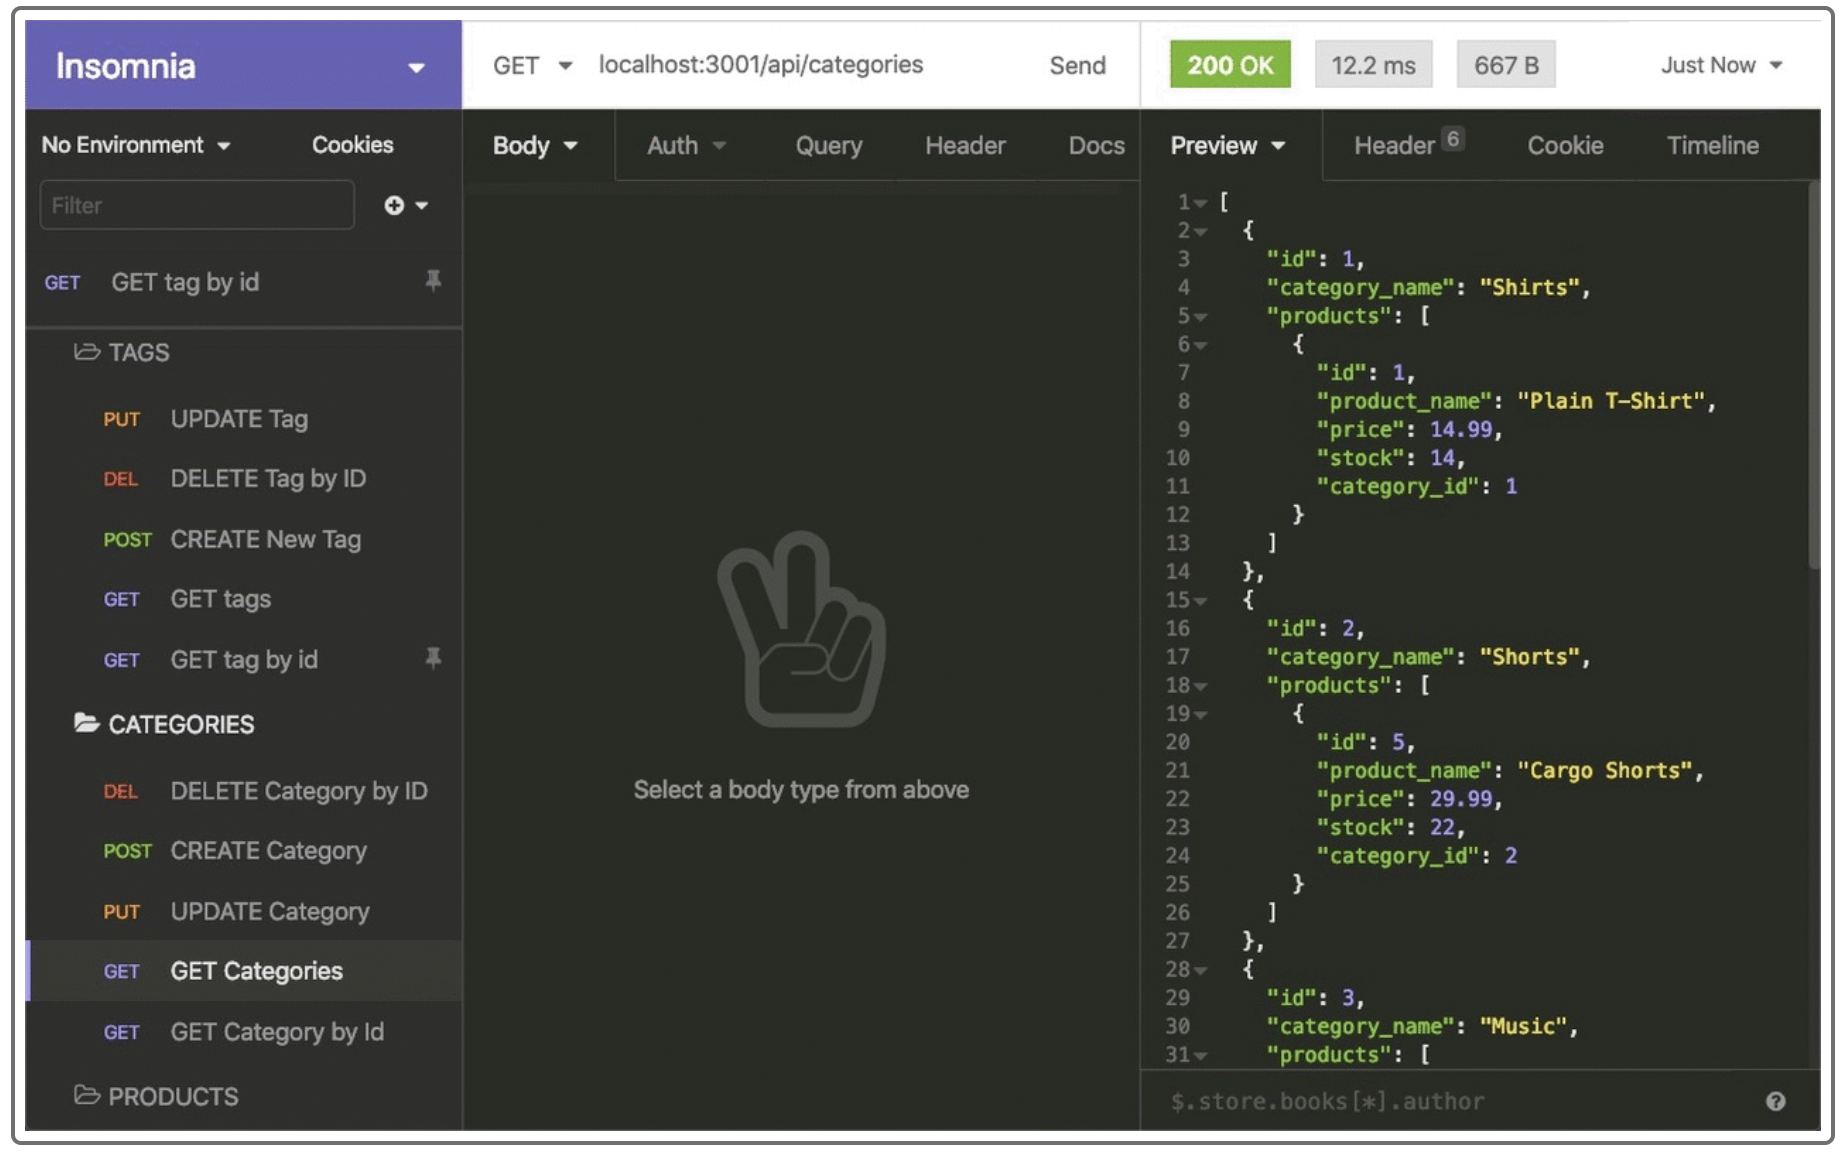 Insomnia
No Environment
Cookies
Filter
GET GET tag by id
TAGS
PUT UPDATE Tag
DEL DELETE Tag by ID
POST CREATE New Tag
GET GET tags
GET GET tag by id
CATEGORIES
DEL DELETE Category by ID
POST CREATE Category
PUT UPDATE Category
GET GET Categories
GET GET Category by Id
PRODUCTS
GET localhost:3001/api/categories Send
Body Auth Query Header Docs
Select a body type from above
200 OK 12.2 ms 667 B Just Now
Preview Header 6 Cookie Timeline
1 [
2 {
3 "id": 1,
4 "category_name": "Shirts",
5 "products": [
6 {
7 "id": 1,
8 "product_name": "Plain T-Shirt",
9 "price": 14.99,
10 "stock": 14,
11 "category_id": 1
12 }
13 ]
14 },
15 {
16 "id": 2,
17 "category_name": "Shorts",
18 "products": [
19 {
20 "id": 5,
21 "product_name": "Cargo Shorts",
22 "price": 29.99,
23 "stock": 22,
24 "category_id": 2
25 }
26 ]
27 },
28 {
29 "id": 3,
30 "category_name": "Music",
31 "products": [
$.store.books[*].author